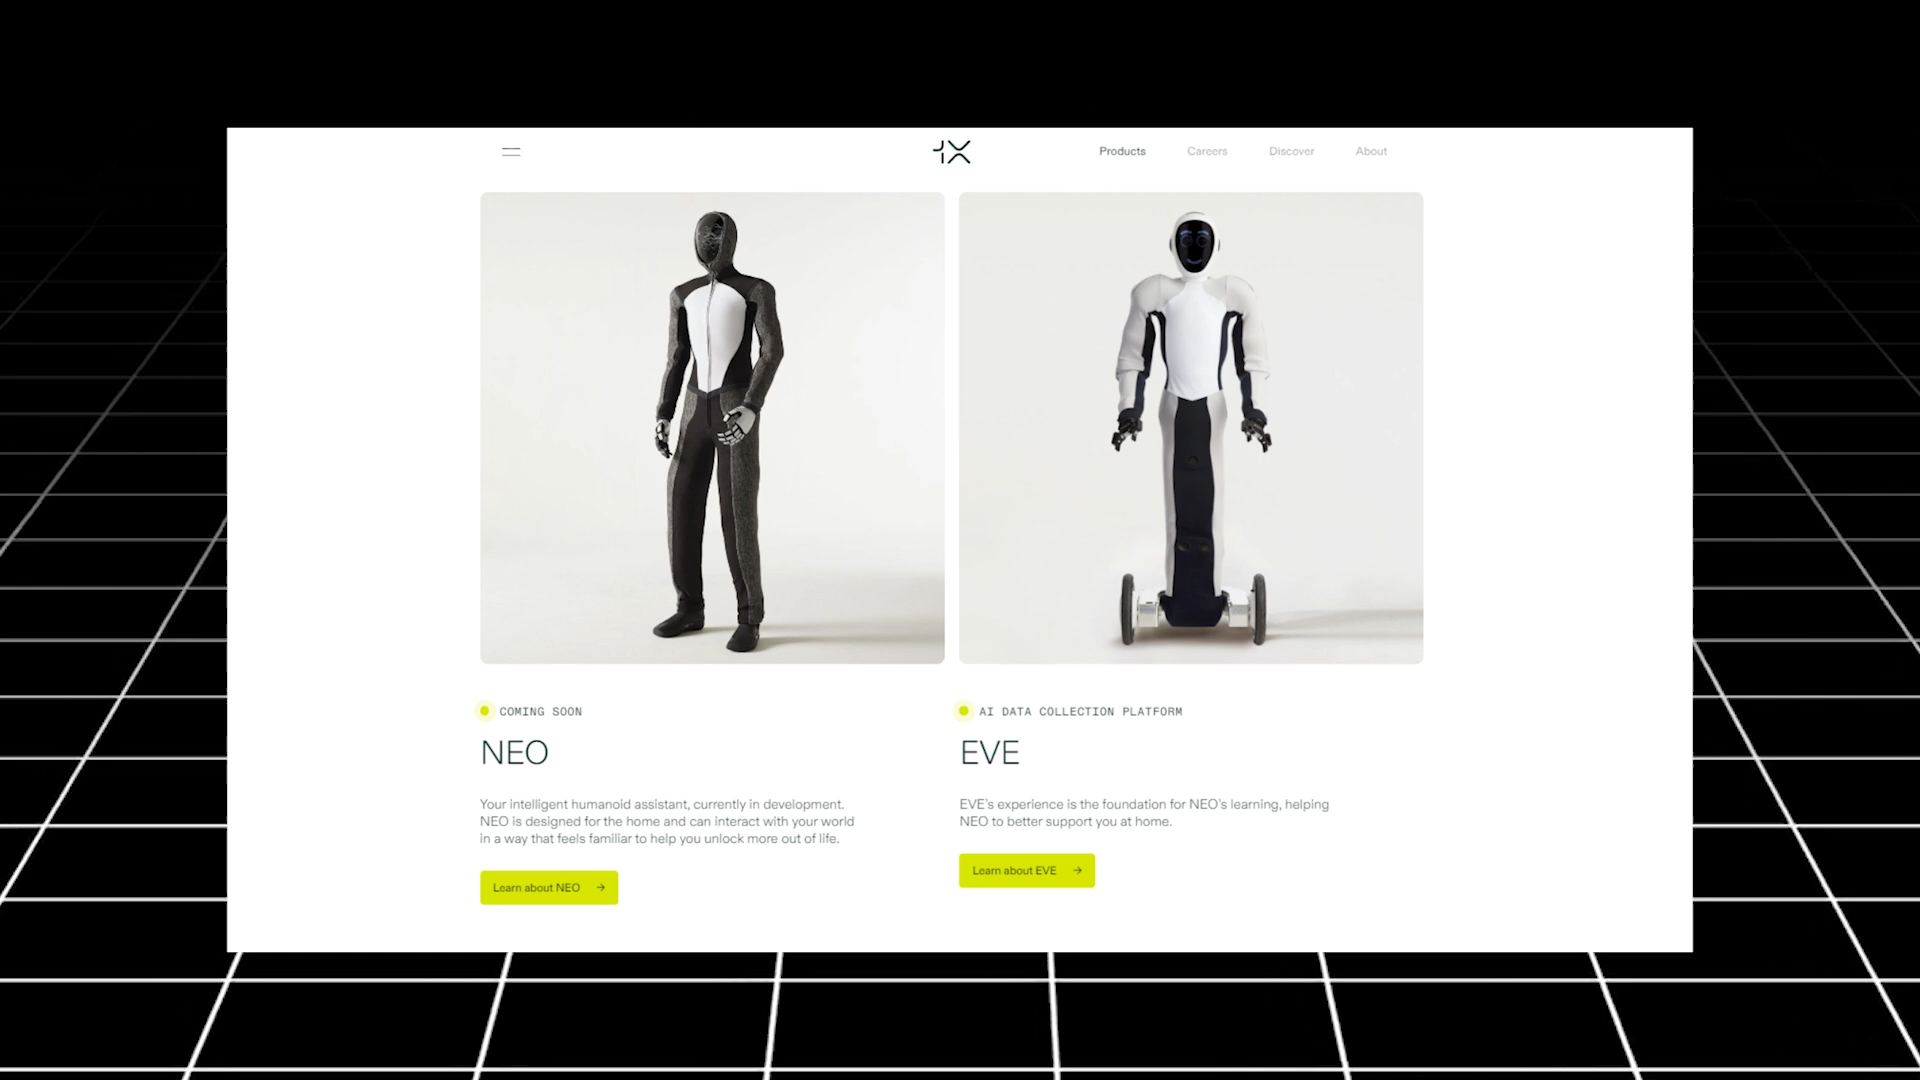 1X
Products
Careers
Discover
About
COMING SOON
NEO
Your intelligent humanoid assistant, currently in development.
NEO is designed for the home and can interact with your world
in a way that feels familiar to help you unlock more out of life.
Learn about NEO →
AI DATA COLLECTION PLATFORM
EVE
EVE’s experience is the foundation for NEO’s learning, helping
NEO to better support you at home.
Learn about EVE →